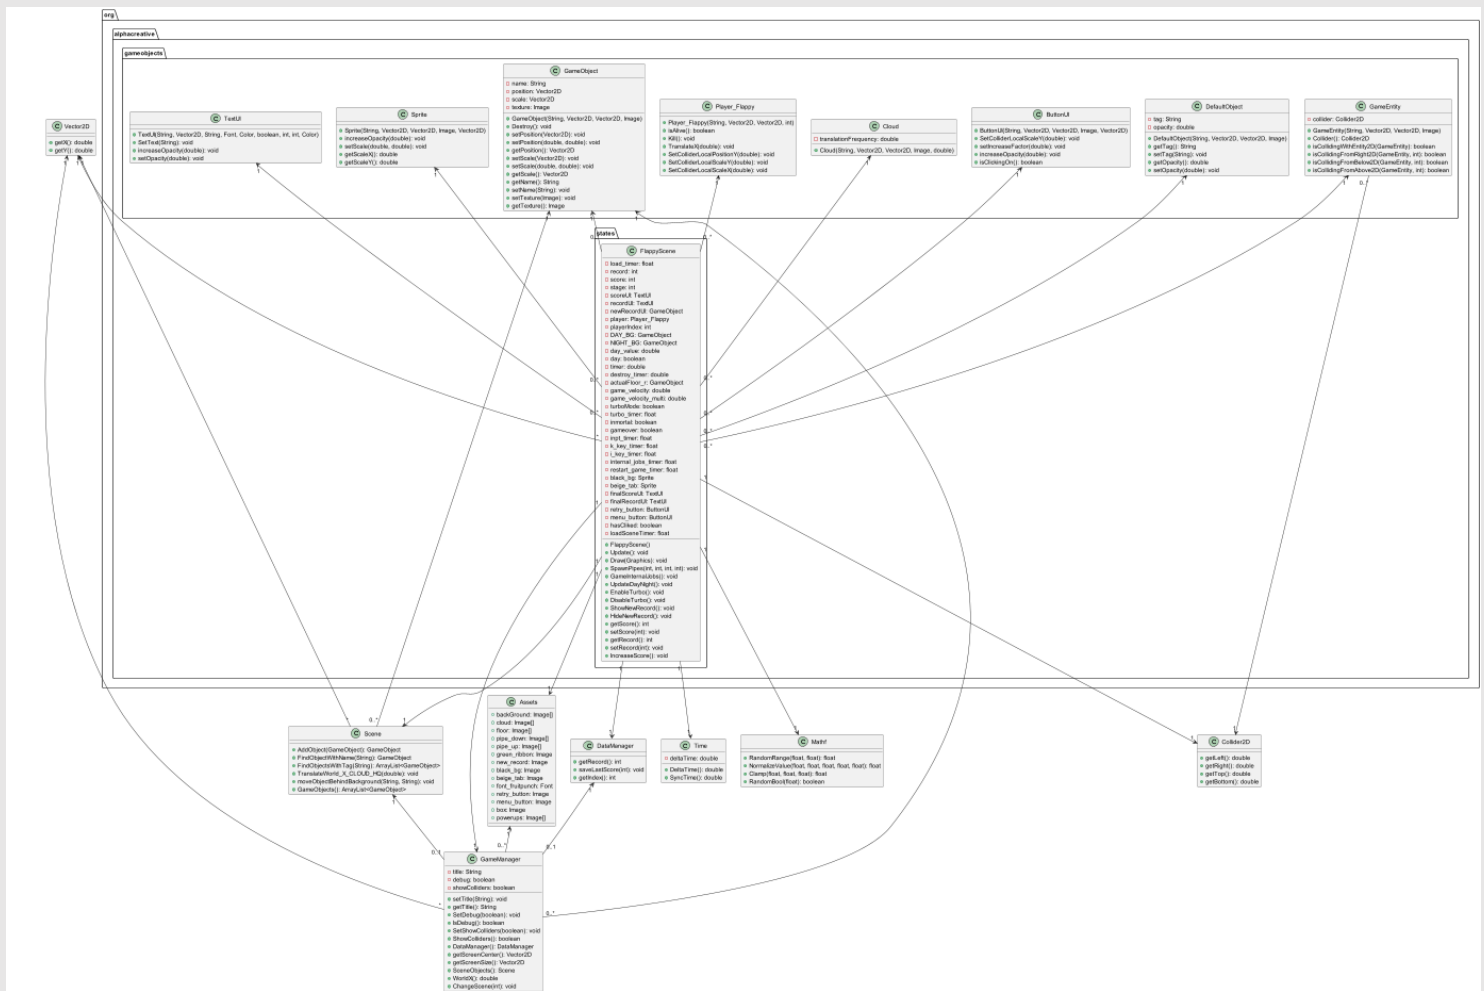 org
alphacreative
gameobjects
C GameObject
name: String
position: Vector2D
scale: Vector2D
texture: Image
GameObject(String, Vector2D, Vector2D, Image)
Destroy(): void
setPosition(Vector2D): void
setPosition(double, double): void
getPosition(): Vector2D
setScale(Vector2D): void
setScale(double, double): void
getScale(): Vector2D
getName(): String
setName(String): void
setTexture(Image): void
getTexture(): Image
C Vector2D
getX(): double
getY(): double
C TextUI
TextUI(String, Vector2D, String, Font, Color, boolean, int, int, Color)
SetText(String): void
increaseOpacity(double): void
setOpacity(double): void
C Sprite
Sprite(String, Vector2D, Vector2D, Image, Vector2D)
increaseOpacity(double): void
setScale(double, double): void
getScaleX(): double
getScaleY(): double
C Player_Flappy
Player_Flappy(String, Vector2D, Vector2D, int)
isAlive(): boolean
Kill(): void
TranslateX(double): void
SetColliderLocalPositionY(double): void
SetColliderLocalScaleY(double): void
SetColliderLocalScaleX(double): void
C Cloud
translationFrequency: double
Cloud(String, Vector2D, Vector2D, Image, double)
C ButtonUI
ButtonUI(String, Vector2D, Vector2D, Image, Vector2D)
SetColliderLocalScaleY(double): void
setIncreaseFactor(double): boolean
increaseOpacity(double): void
isClickingOn(): boolean
C DefaultObject
tag: String
opacity: double
DefaultObject(String, Vector2D, Vector2D, Image)
getTag(): String
setTag(String): void
getOpacity(): double
setOpacity(double): void
C GameEntity
collider: Collider2D
GameEntity(String, Vector2D, Vector2D, Image)
Collider(): Collider2D
isCollidingWithEntity2D(GameEntity): boolean
isCollidingFromRight2D(GameEntity, int): boolean
isCollidingFromBelow2D(GameEntity, int): boolean
isCollidingFromAbove2D(GameEntity, int): boolean
states
C FlappyScene
load_timer: float
record: int
score: int
stage: int
scoreUI: TextUI
recordUI: TextUI
newRecordUI: GameObject
player: Player_Flappy
playerIndex: int
DAY_BG: GameObject
NIGHT_BG: GameObject
day_value: double
day: boolean
timer: double
destroy_timer: double
actualFloor_r: GameObject
game_velocity: double
game_velocity_multi: double
turboMode: boolean
turbo_timer: float
inmortal: boolean
gameover: boolean
inpt_timer: float
k_key_timer: float
i_key_timer: float
internal_jobs_timer: float
restart_game_timer: float
black_bg: Sprite
beige_tab: Sprite
finalScoreUI: TextUI
finalRecordUI: TextUI
retry_button: ButtonUI
menu_button: ButtonUI
hasCliked: boolean
loadSceneTimer: float
FlappyScene()
Update(): void
Draw(Graphics): void
SpawnPipes(int, int, int, int): void
GameInternalJobs(): void
UpdateDayNight(): void
EnableTurbo(): void
DisableTurbo(): void
ShowNewRecord(): void
HideNewRecord(): void
getScore(): int
setScore(int): void
getRecord(): int
setRecord(int): void
IncreaseScore(): void
C Scene
AddObject(GameObject): GameObject
FindObjectWithName(String): GameObject
FindObjectsWithTag(String): ArrayList<GameObject>
TranslateWorld_X_CLOUD_HQ(double): void
moveObjectBehindBackground(String, String): void
GameObjects(): ArrayList<GameObject>
C Assets
backGround: Image[]
cloud: Image[]
floor: Image[]
pipe_down: Image[]
pipe_up: Image[]
green_ribbon: Image
new_record: Image
black_bg: Image
beige_tab: Image
font_fruitpunch: Font
retry_button: Image
menu_button: Image
box: Image
powerups: Image[]
C DataManager
getRecord(): int
saveLastScore(int): void
getIndex(): int
C Time
deltaTime: double
DeltaTime(): double
SyncTime(): double
C Mathf
RandomRange(float, float): float
NormalizeValue(float, float, float, float, float): float
Clamp(float, float, float): float
RandomBool(float): boolean
C Collider2D
getLeft(): double
getRight(): double
getTop(): double
getBottom(): double
C GameManager
title: String
debug: boolean
showColliders: boolean
setTitle(String): void
getTitle(): String
SetDebug(boolean): void
IsDebug(): boolean
SetShowColliders(boolean): void
ShowColliders(): boolean
DataManager(): DataManager
getScreenCenter(): Vector2D
getScreenSize(): Vector2D
SceneObjects(): Scene
WorldX(): double
ChangeScene(int): void